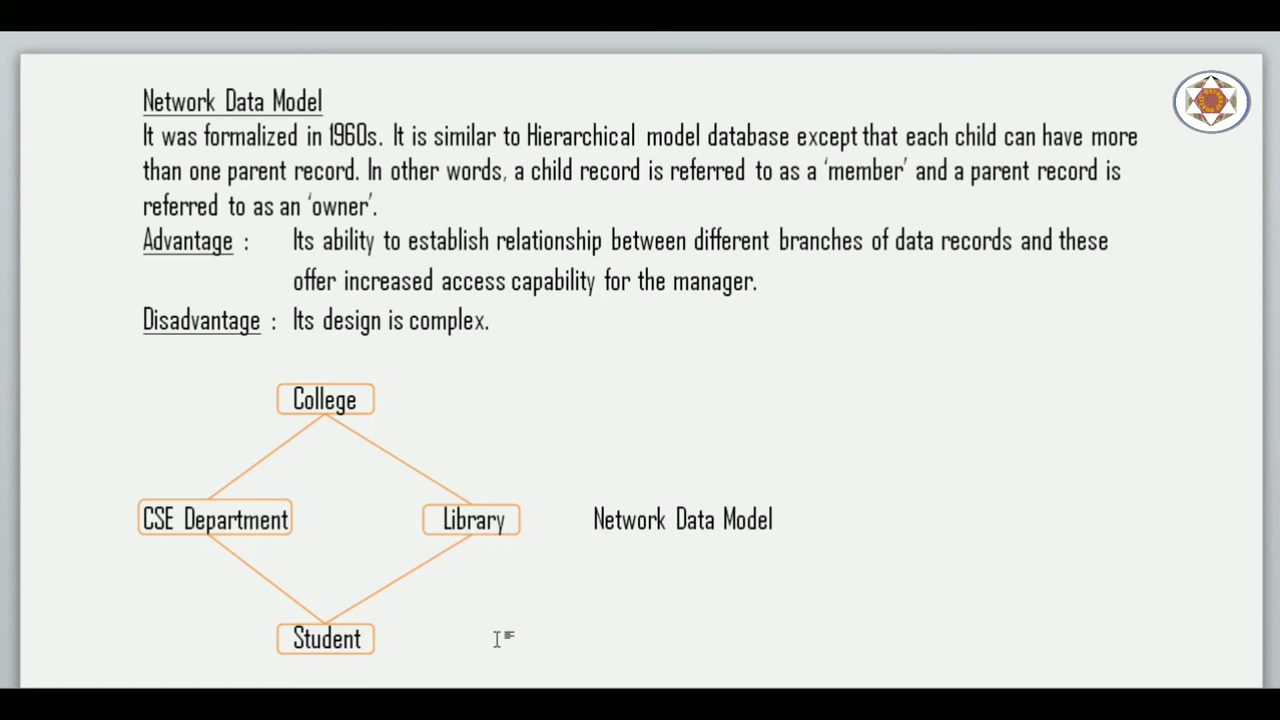 Network Data Model
It was formalized in 1960s. It is similar to Hierarchical model database except that each child can have more
than one parent record. In other words, a child record is referred to as a ‘member’ and a parent record is
referred to as an ‘owner’.
Advantage : Its ability to establish relationship between different branches of data records and these
offer increased access capability for the manager.
Disadvantage : Its design is complex.
College
CSE Department Library Network Data Model
Student